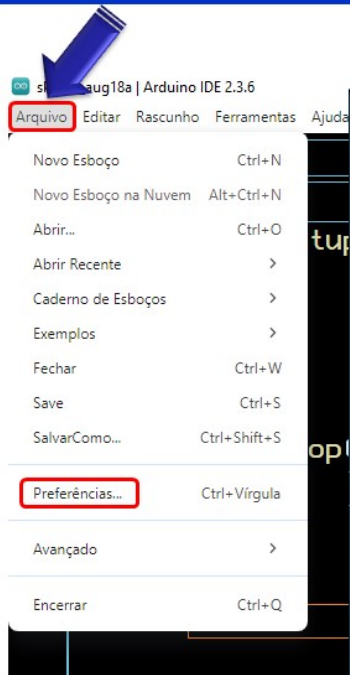 aug18a | Arduino IDE 2.3.6
Arquivo Editar Rascunho Ferramentas Ajuda
Novo Esboço Ctrl+N
Novo Esboço na Nuvem Alt+Ctrl+N
Abrir... Ctrl+O
Abrir Recente
Caderno de Esboços
Exemplos
Fechar Ctrl+W
Save Ctrl+S
SalvarComo... Ctrl+Shift+S
Preferências... Ctrl+Vírgula
Avançado
Encerrar Ctrl+Q